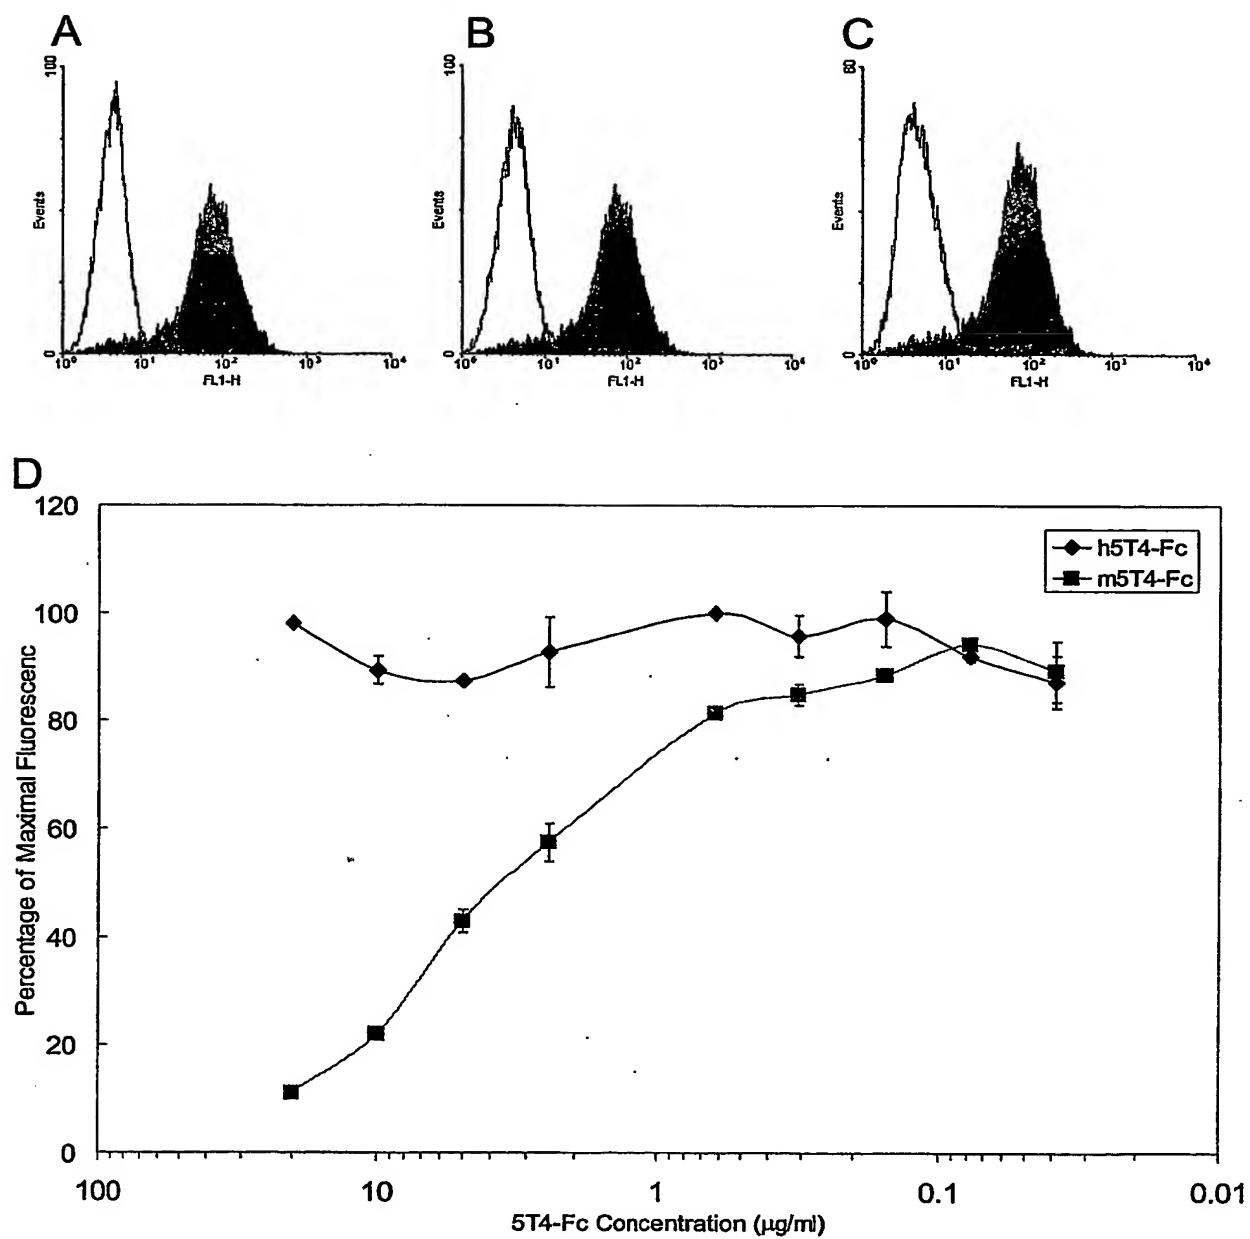 A
B
C
100
Events
0
10⁰
10¹
10²
10³
10⁴
FL1-H
100
Events
0
10⁰
10¹
10²
10³
10⁴
FL1-H
80
Events
0
10⁰
10¹
10²
10³
10⁴
FL1-H
D
120
100
80
60
40
20
0
Percentage of Maximal Fluorescenc
h5T4-Fc
m5T4-Fc
100
10
1
0.1
0.01
5T4-Fc Concentration (µg/ml)